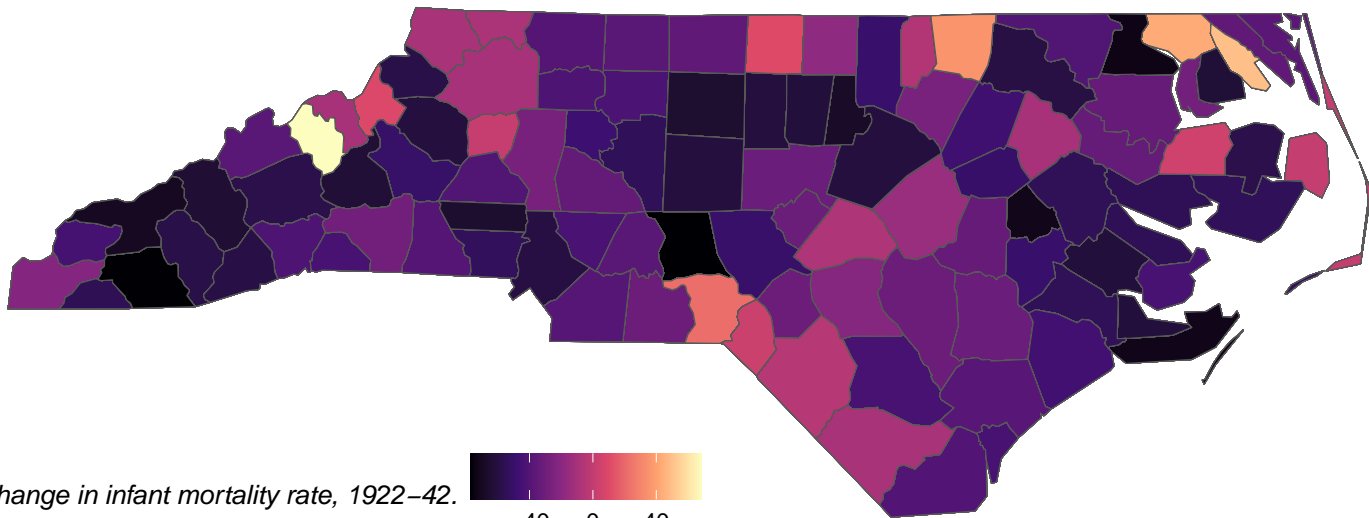 hange in infant mortality rate, 1922−42.